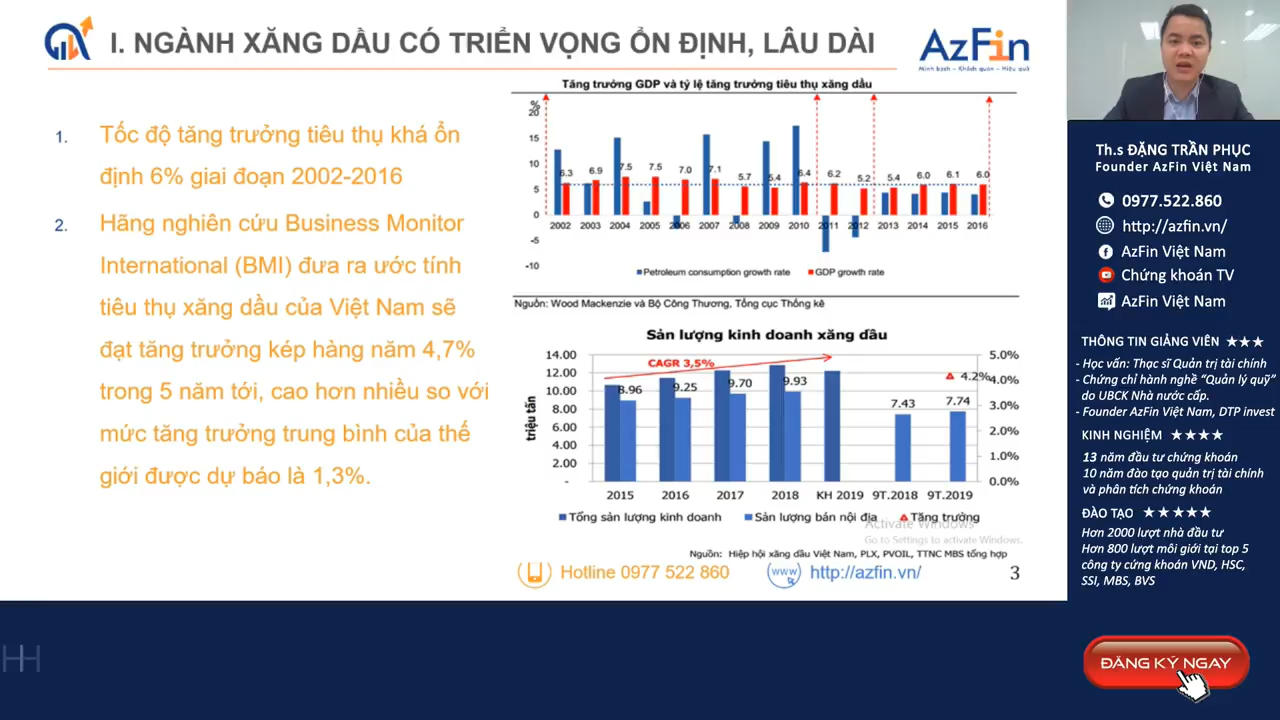 I. NGÀNH XĂNG DẦU CÓ TRIỂN VỌNG ỔN ĐỊNH, LÂU DÀI
AzFin
Minh bạch – Khách quan – Hiệu quả
1. Tốc độ tăng trưởng tiêu thụ khá ổn
định 6% giai đoạn 2002-2016
2. Hãng nghiên cứu Business Monitor
International (BMI) đưa ra ước tính
tiêu thụ xăng dầu của Việt Nam sẽ
đạt tăng trưởng kép hàng năm 4,7%
trong 5 năm tới, cao hơn nhiều so với
mức tăng trưởng trung bình của thế
giới được dự báo là 1,3%.
Tăng trưởng GDP và tỷ lệ tăng trưởng tiêu thụ xăng dầu
%
20
15
10
5
0
-5
-10
6.3 6.9 7.5 7.5 7.0 7.1 5.7 5.4 6.4 6.2 5.2 5.4 6.0 6.1 6.0
2002 2003 2004 2005 2006 2007 2008 2009 2010 2011 2012 2013 2014 2015 2016
Petroleum consumption growth rate GDP growth rate
Nguồn: Wood Mackenzie và Bộ Công Thương, Tổng cục Thống kê
Sản lượng kinh doanh xăng dầu
triệu tấn
14.00
12.00
10.00
8.00
6.00
4.00
2.00
-
CAGR 3,5%
8.96 9.25 9.70 9.93 7.43 7.74
4.2%
5.0%
4.0%
3.0%
2.0%
1.0%
0.0%
2015 2016 2017 2018 KH 2019 9T.2018 9T.2019
Tổng sản lượng kinh doanh Sản lượng bán nội địa Tăng trưởng
Activate Windows
Go to Settings to activate Windows.
Nguồn: Hiệp hội xăng dầu Việt Nam, PLX, PVOIL, TTNC MBS tổng hợp
Hotline 0977 522 860
www
http://azfin.vn/
3
Th.s ĐẶNG TRẦN PHỤC
Founder AzFin Việt Nam
0977.522.860
http://azfin.vn/
AzFin Việt Nam
Chứng khoán TV
AzFin Việt Nam
THÔNG TIN GIẢNG VIÊN ★★★
- Học vấn: Thạc sĩ Quản trị tài chính
- Chứng chỉ hành nghề “Quản lý quỹ”
do UBCK Nhà nước cấp.
- Founder AzFin Việt Nam, DTP invest
KINH NGHIỆM ★★★★
13 năm đầu tư chứng khoán
10 năm đào tạo quản trị tài chính
và phân tích chứng khoán
ĐÀO TẠO ★★★★★
Hơn 2000 lượt nhà đầu tư
Hơn 800 lượt môi giới tại top 5
công ty cứng khoán VND, HSC,
SSI, MBS, BVS
ĐĂNG KÝ NGAY